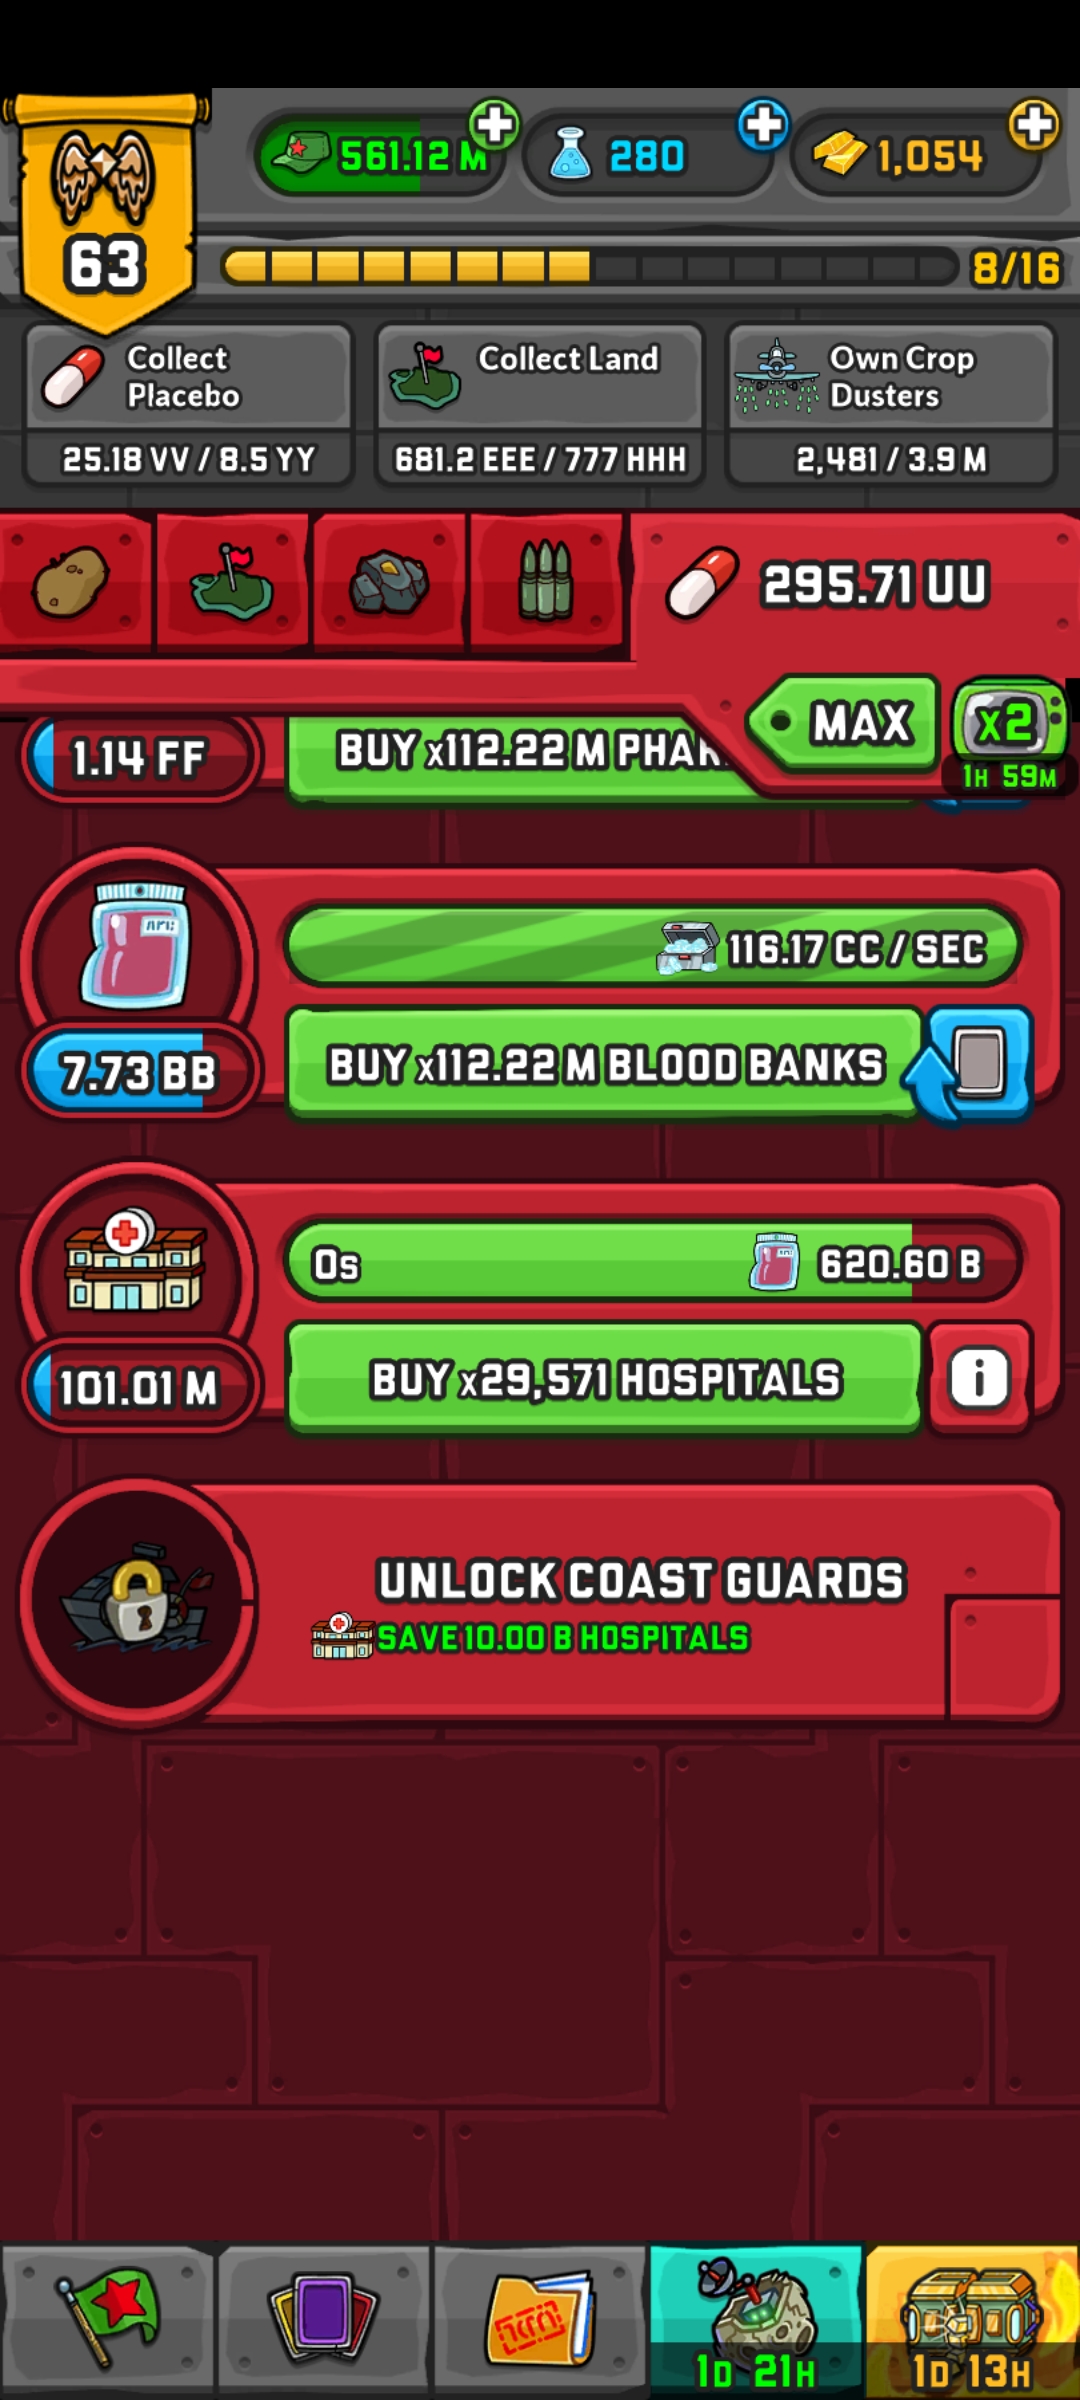 561.12 M
280
1,054
63
8/16
Collect
Placebo
25.18 VV / 8.5 YY
Collect Land
681.2 EEE / 777 HHH
Own Crop
Dusters
2,481 / 3.9 M
295.71 UU
MAX
x2
1H 59M
1.14 FF
BUY x112.22 M PHAR
116.17 CC / SEC
7.73 BB
BUY x112.22 M BLOOD BANKS
0s
620.60 B
101.01 M
BUY x29,571 HOSPITALS
i
UNLOCK COAST GUARDS
SAVE 10.00 B HOSPITALS
1D 21H
1D 13H